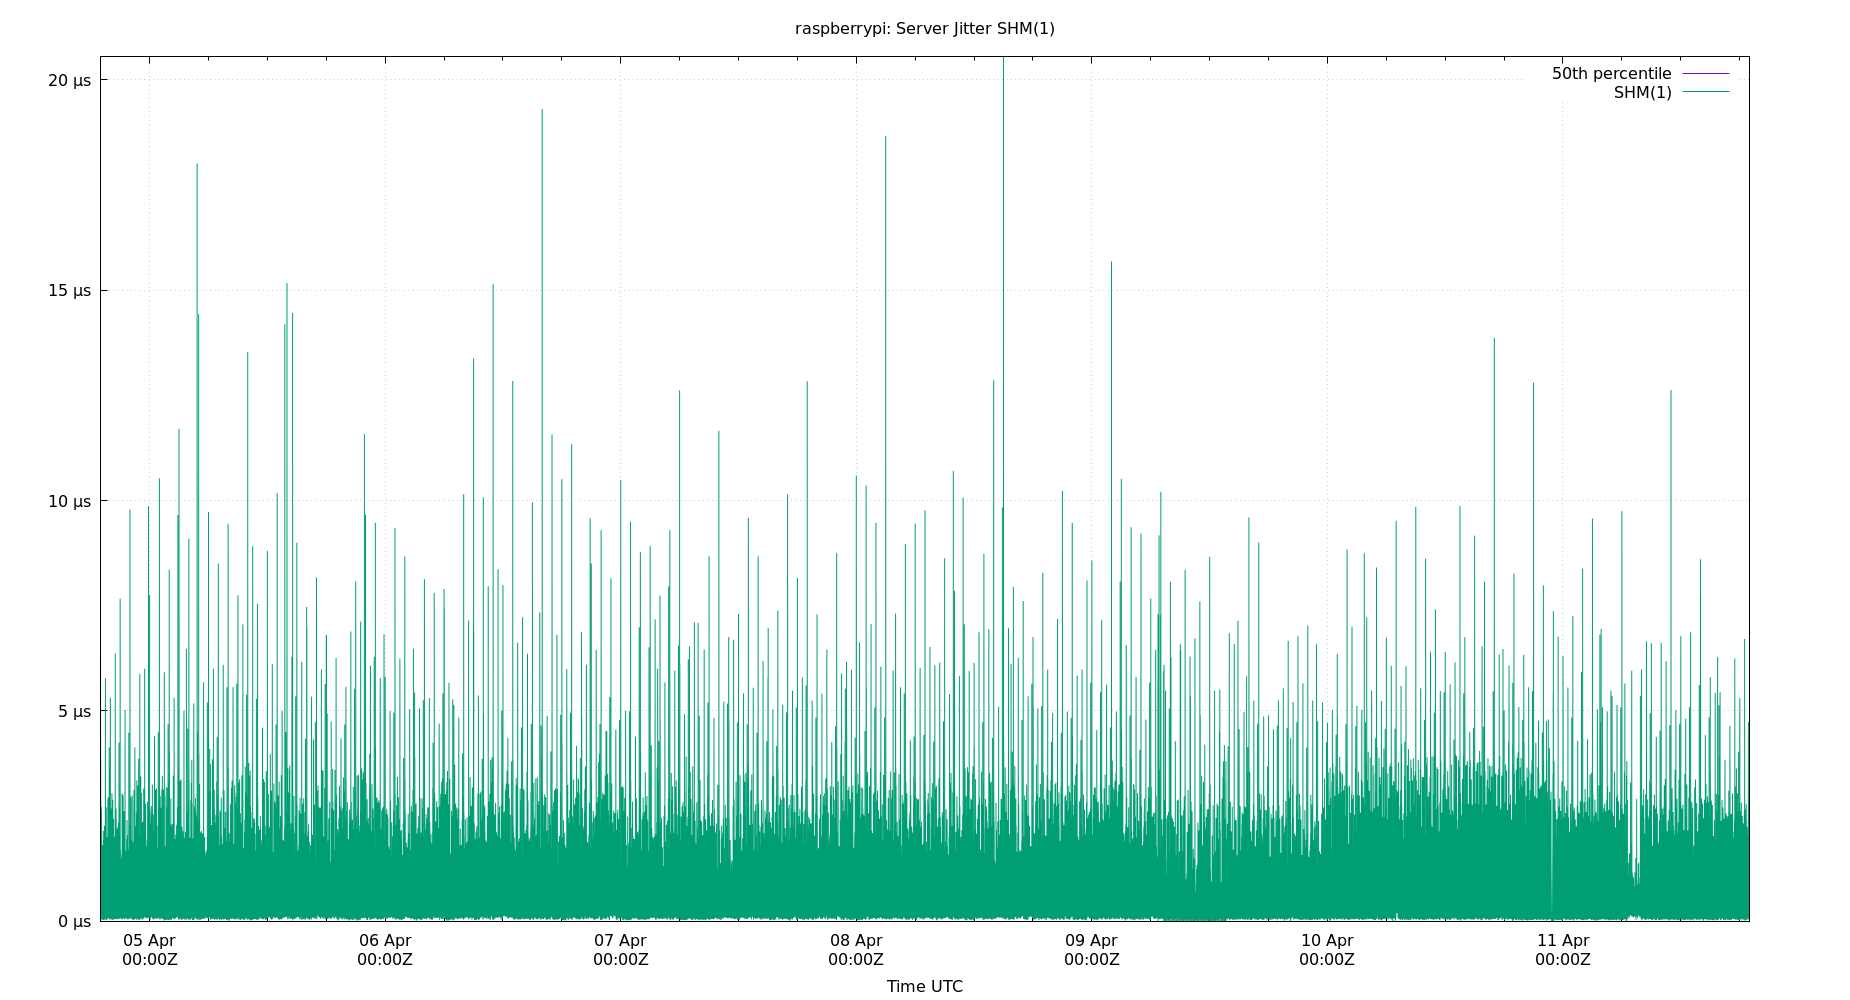 raspberrypi: Server Jitter SHM(1)
50th percentile
SHM(1)
20 µs
15 µs
10 µs
5 µs
0 µs
05 Apr 06 Apr 07 Apr 08 Apr 09 Apr 10 Apr 11 Apr
00:00Z 00:00Z 00:00Z 00:00Z 00:00Z 00:00Z 00:00Z
Time UTC